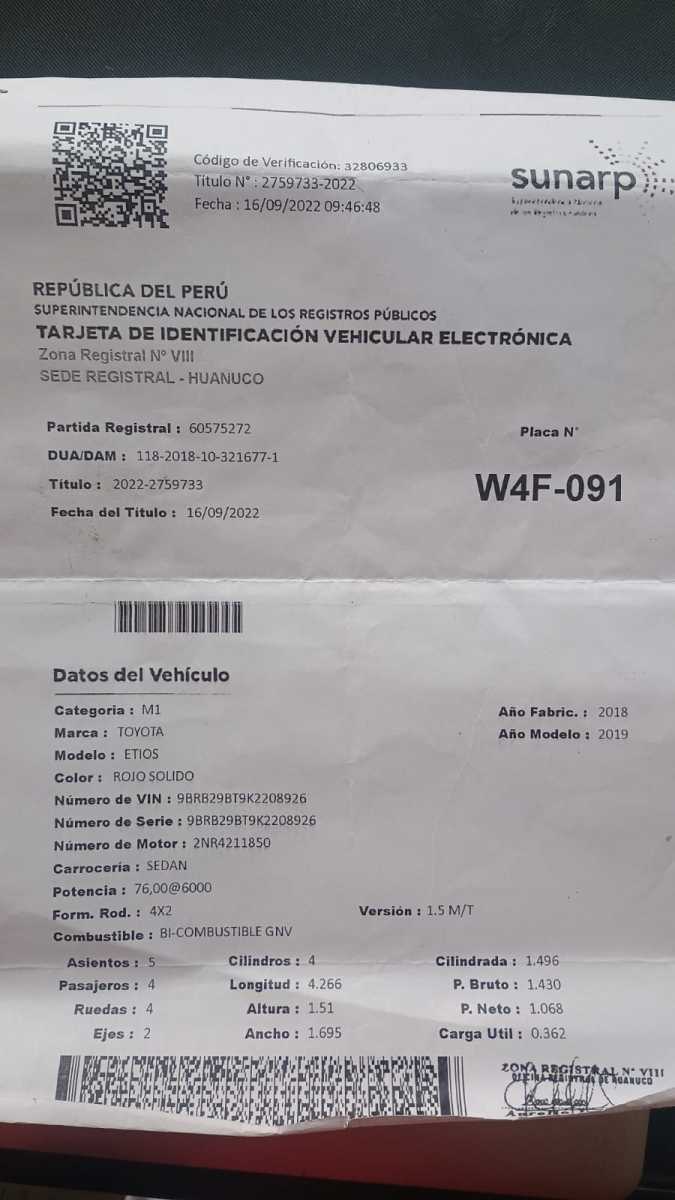 Código de Verificación: 32806933
Título N° : 2759733-2022
Fecha : 16/09/2022 09:46:48
sunarp
REPÚBLICA DEL PERÚ
SUPERINTENDENCIA NACIONAL DE LOS REGISTROS PÚBLICOS
TARJETA DE IDENTIFICACIÓN VEHICULAR ELECTRÓNICA
Zona Registral Nº VIII
SEDE REGISTRAL - HUANUCO
Partida Registral : 60575272
Placa N°
DUA/DAM : 118-2018-10-321677-1
Título : 2022-2759733
W4F-091
Fecha del Título : 16/09/2022
Datos del Vehículo
Categoria : M1
Año Fabric. : 2018
Marca : TOYOTA
Año Modelo : 2019
Modelo : ETIOS
Color : ROJO SOLIDO
Número de VIN : 9BRB29BT9K2208926
Número de Serie : 9BRB29BT9K2208926
Número de Motor : 2NR4211850
Carrocería : SEDAN
Potencia : 76,00@6000
Form. Rod. : 4X2 Versión : 1.5 M/T
Combustible : BI-COMBUSTIBLE GNV
Asientos : 5 Cilindros : 4 Cilindrada : 1.496
Pasajeros : 4 Longitud : 4.266 P. Bruto : 1.430
Ruedas : 4 Altura : 1.51 P. Neto : 1.068
Ejes : 2 Ancho : 1.695 Carga Util : 0.362
ZONA REGISTRAL N° VIII
DE HUANUCO